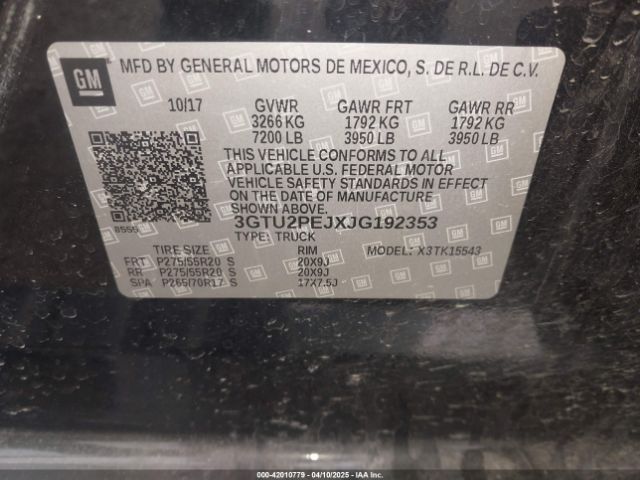 GM
MFD BY GENERAL MOTORS DE MEXICO, S. DE R.L. DE C.V.
10/17 GVWR GAWR FRT GAWR RR
3266 KG 1792 KG 1792 KG
7200 LB 3950 LB 3950 LB
THIS VEHICLE CONFORMS TO ALL
APPLICABLE U.S. FEDERAL MOTOR
VEHICLE SAFETY STANDARDS IN EFFECT
ON THE DATE OF MANUFACTURE
8555
3GTU2PEJXJG192353
TYPE: TRUCK MODEL: X3TK15543
TIRE SIZE RIM
FRT P275/55R20 S 20X9J
RR P275/55R20 S 20X9J
SPA P265/70R17 S 17X7.5J
000-42010779 - 04/10/2025 - IAA Inc.